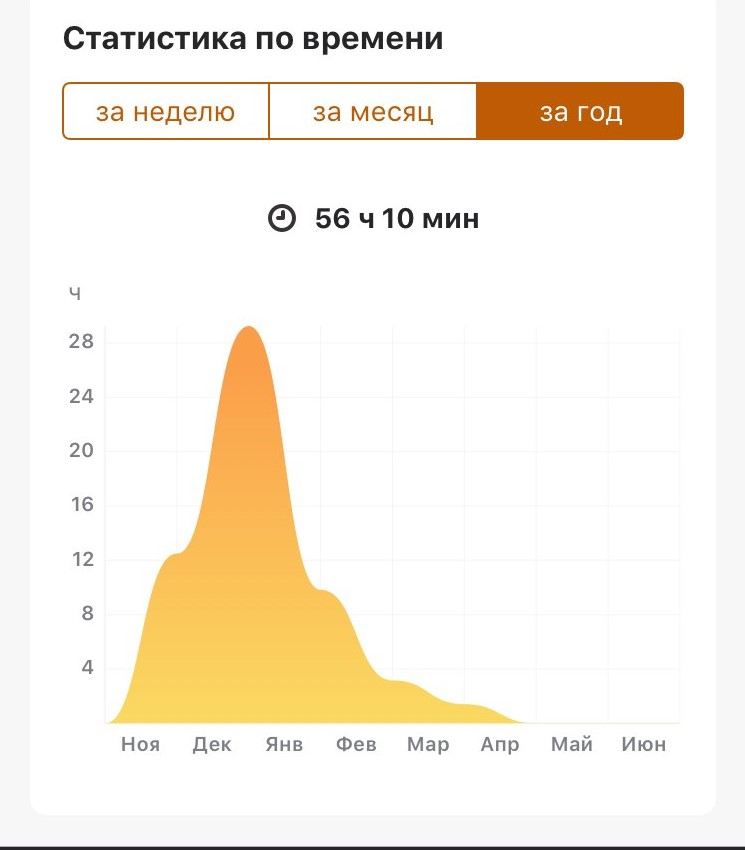 Статистика по времени
за неделю за месяц за год
56 ч 10 мин
ч
28
24
20
16
12
8
4
Ноя Дек Янв Фев Мар Апр Май Июн